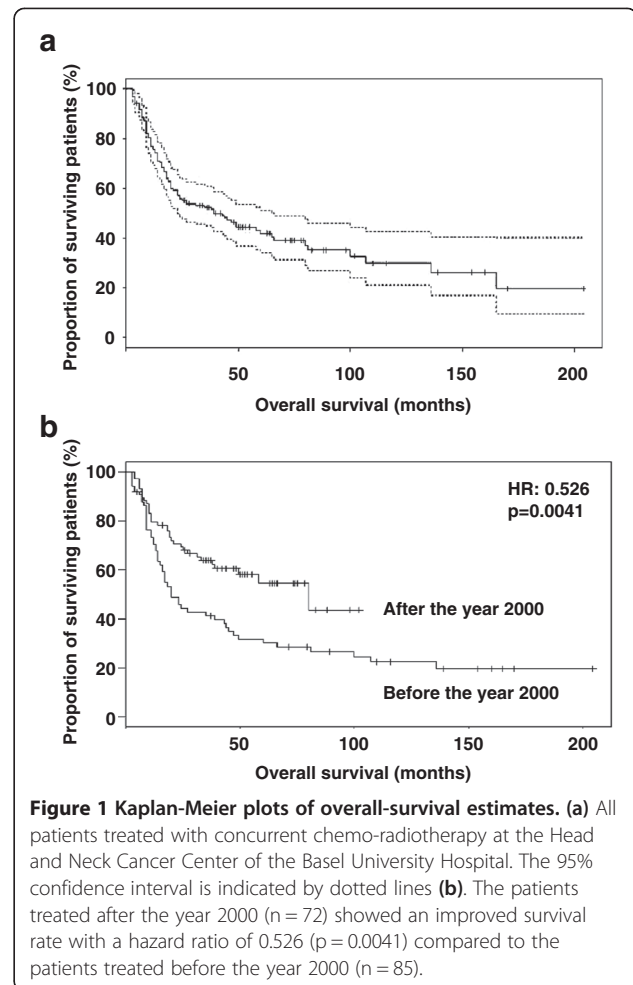 a
Proportion of surviving patients (%)
100
80
60
40
20
0
50 100 150 200
Overall survival (months)
b
Proportion of surviving patients (%)
100
80
60
40
20
0
HR: 0.526
p=0.0041
After the year 2000
Before the year 2000
50 100 150 200
Overall survival (months)
Figure 1 Kaplan-Meier plots of overall-survival estimates. (a) All
patients treated with concurrent chemo-radiotherapy at the Head
and Neck Cancer Center of the Basel University Hospital. The 95%
confidence interval is indicated by dotted lines (b). The patients
treated after the year 2000 (n = 72) showed an improved survival
rate with a hazard ratio of 0.526 (p = 0.0041) compared to the
patients treated before the year 2000 (n = 85).